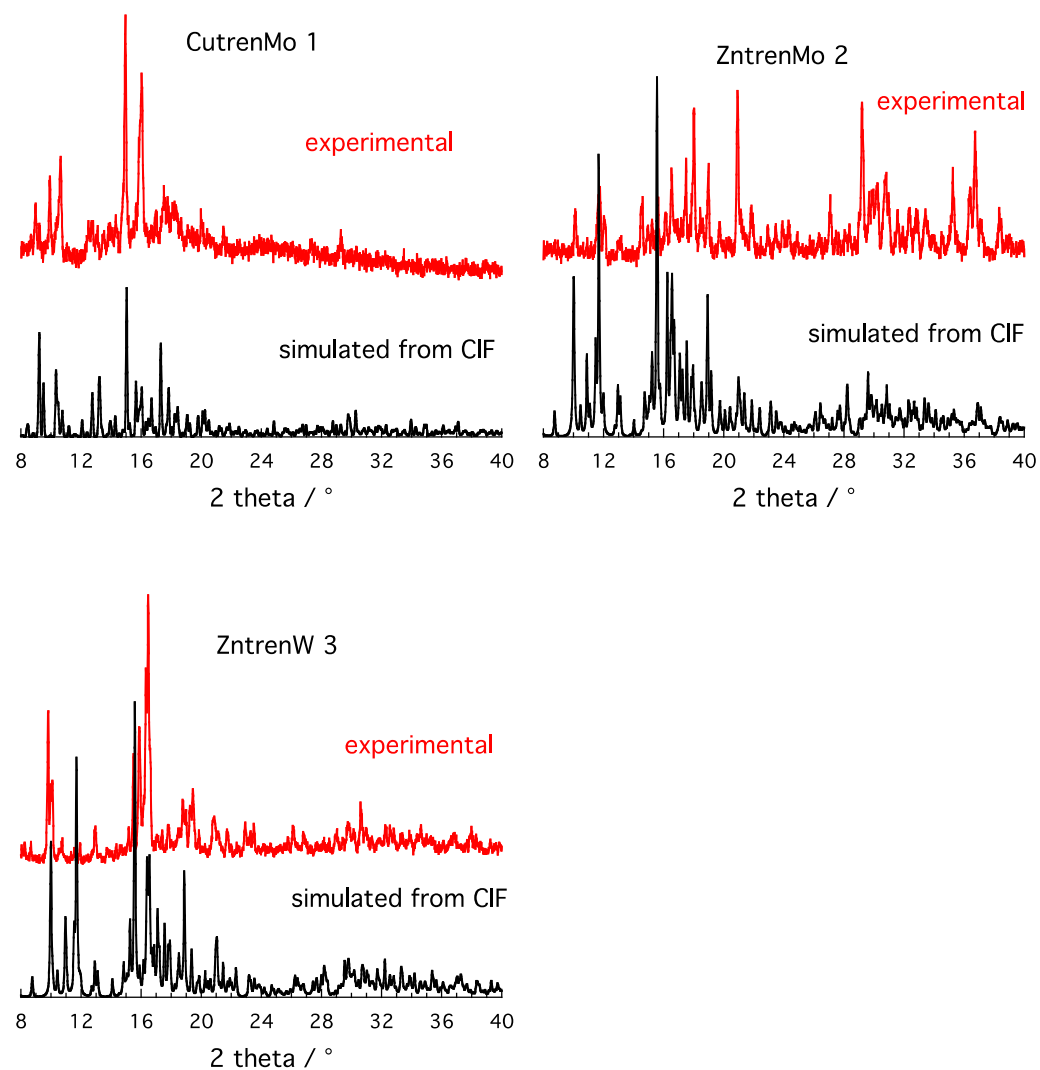 CutrenMo 1
experimental
simulated from CIF
8 12 16 20 24 28 32 36 40
2 theta / °
ZntrenMo 2
experimental
simulated from CIF
8 12 16 20 24 28 32 36 40
2 theta / °
ZntrenW 3
experimental
simulated from CIF
8 12 16 20 24 28 32 36 40
2 theta / °